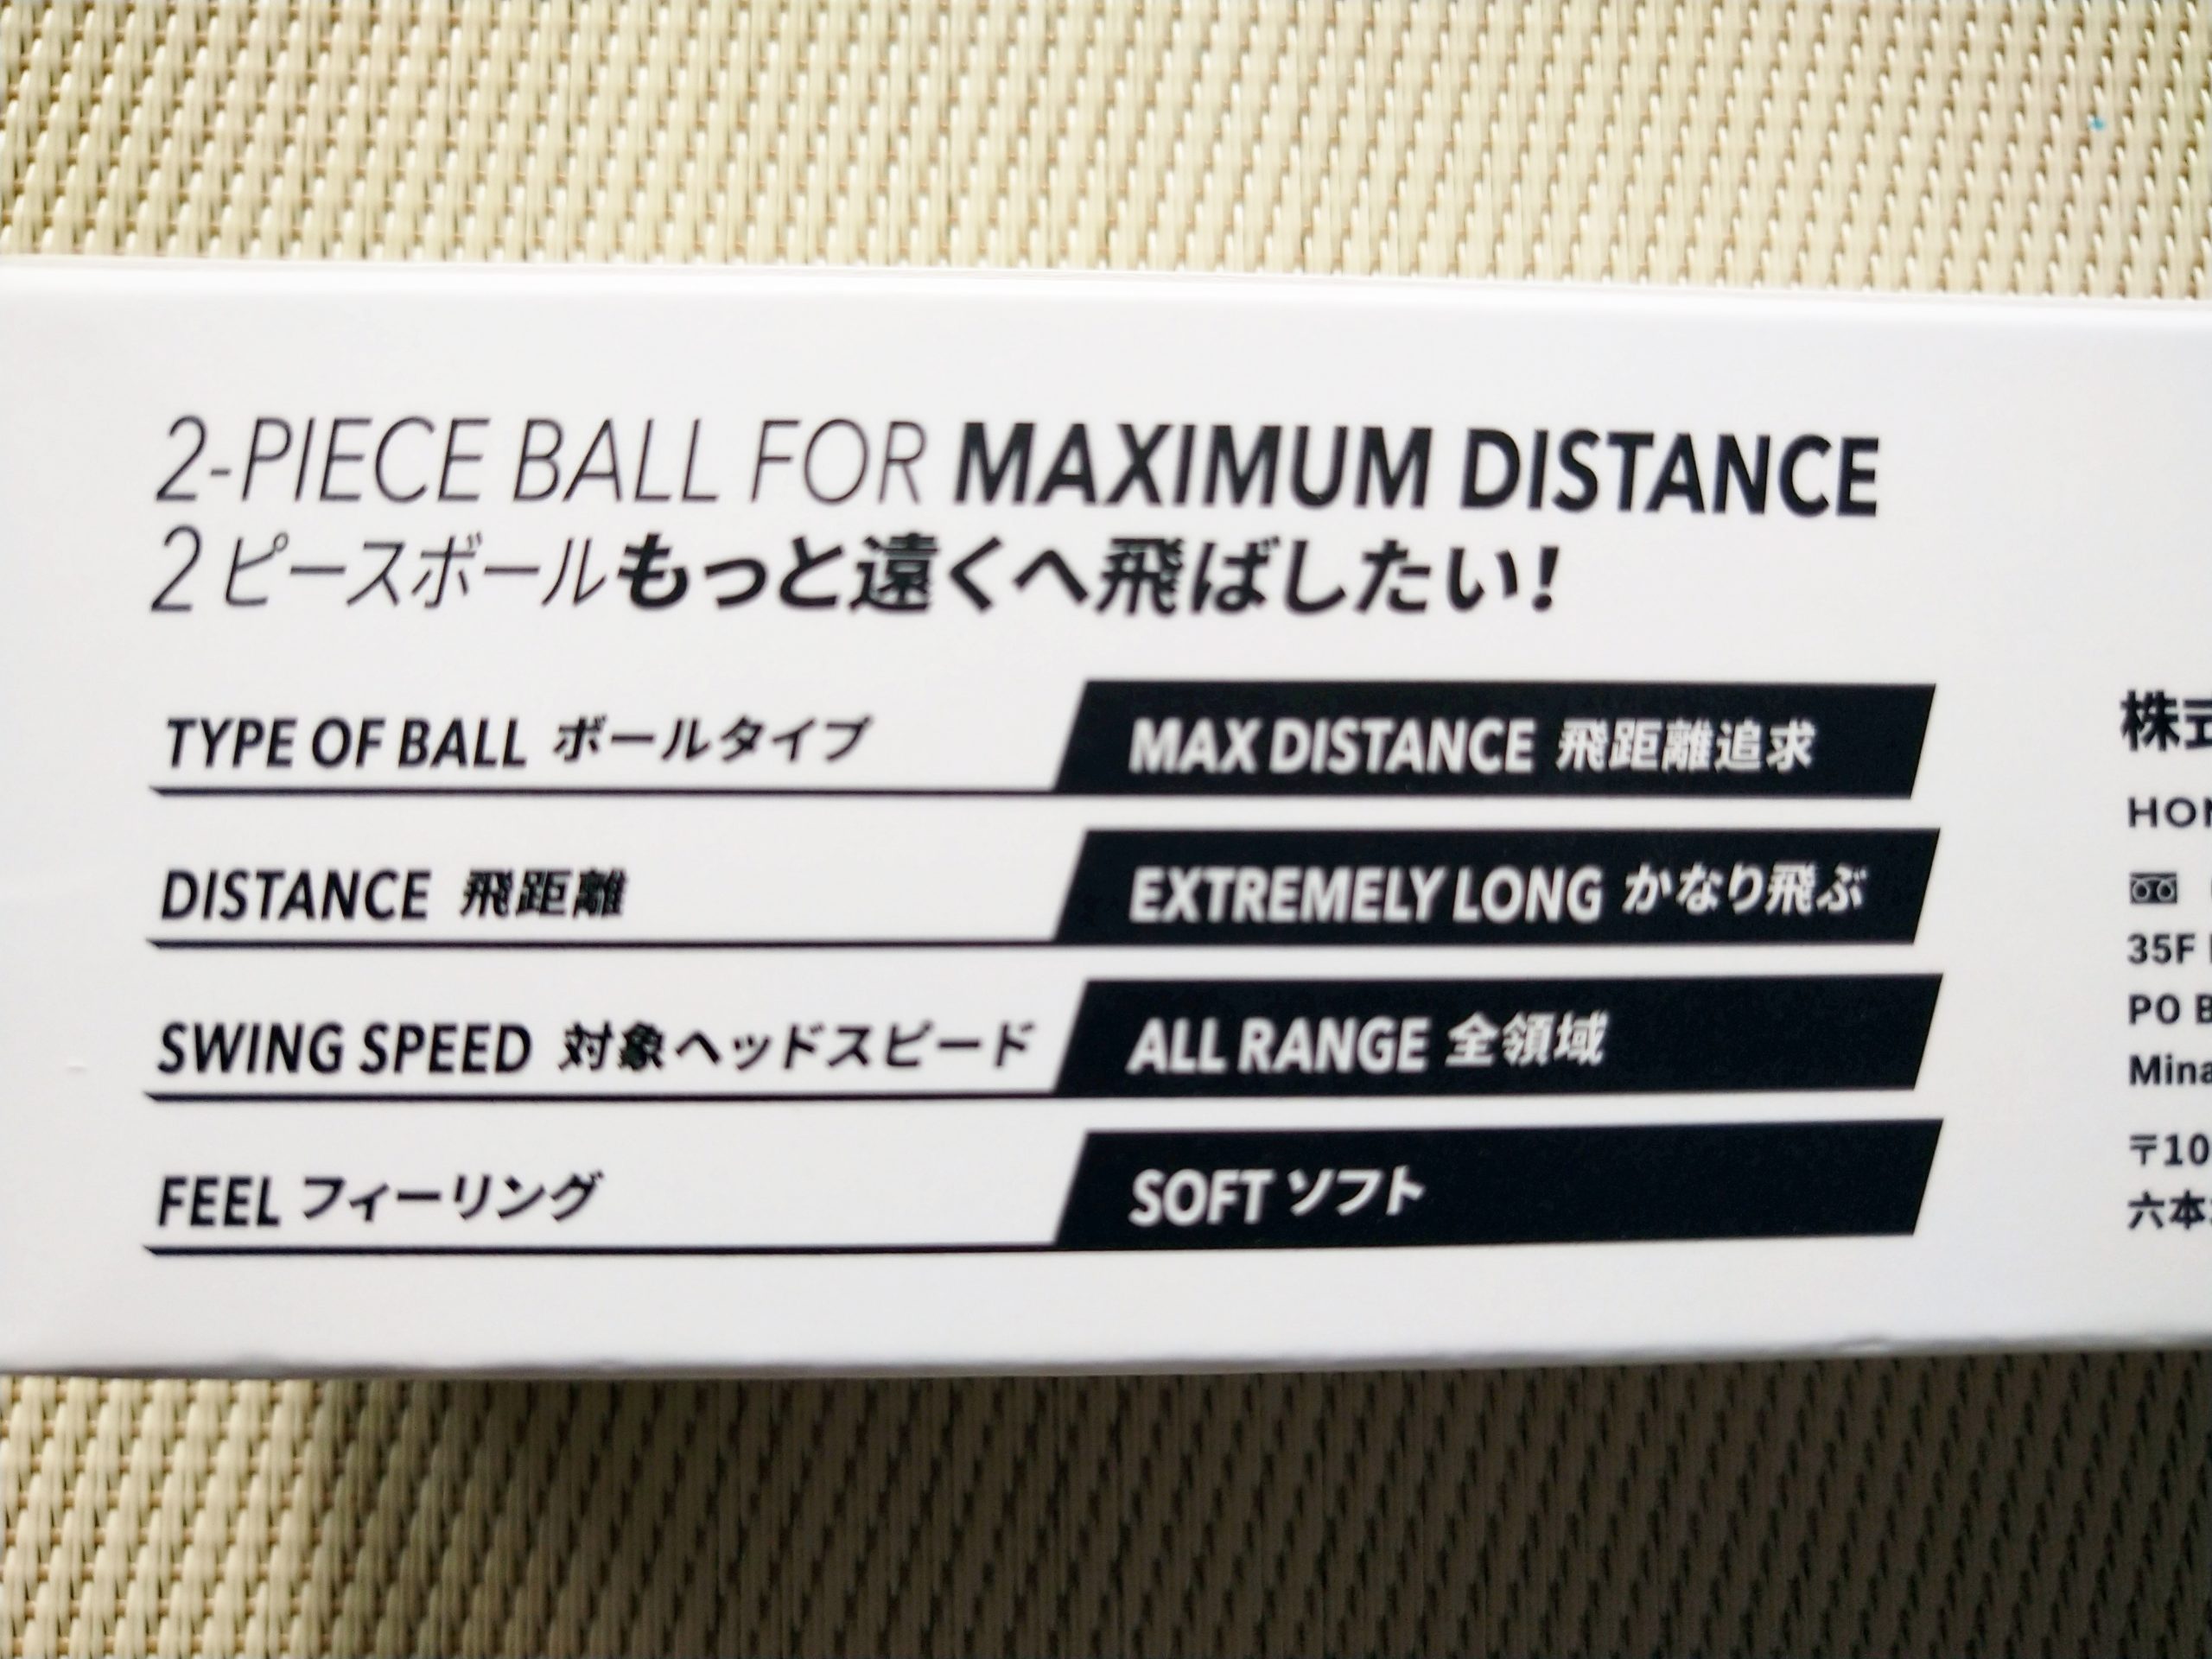 2-PIECE BALL FOR MAXIMUM DISTANCE
2ピースボールもっと遠くへ飛ばしたい!
TYPE OF BALL ボールタイプ MAX DISTANCE 飛距離追求
DISTANCE 飛距離 EXTREMELY LONG かなり飛ぶ
SWING SPEED 対象ヘッドスピード ALL RANGE 全領域
FEEL フィーリング SOFT ソフト
35F
PO
〒10
六本